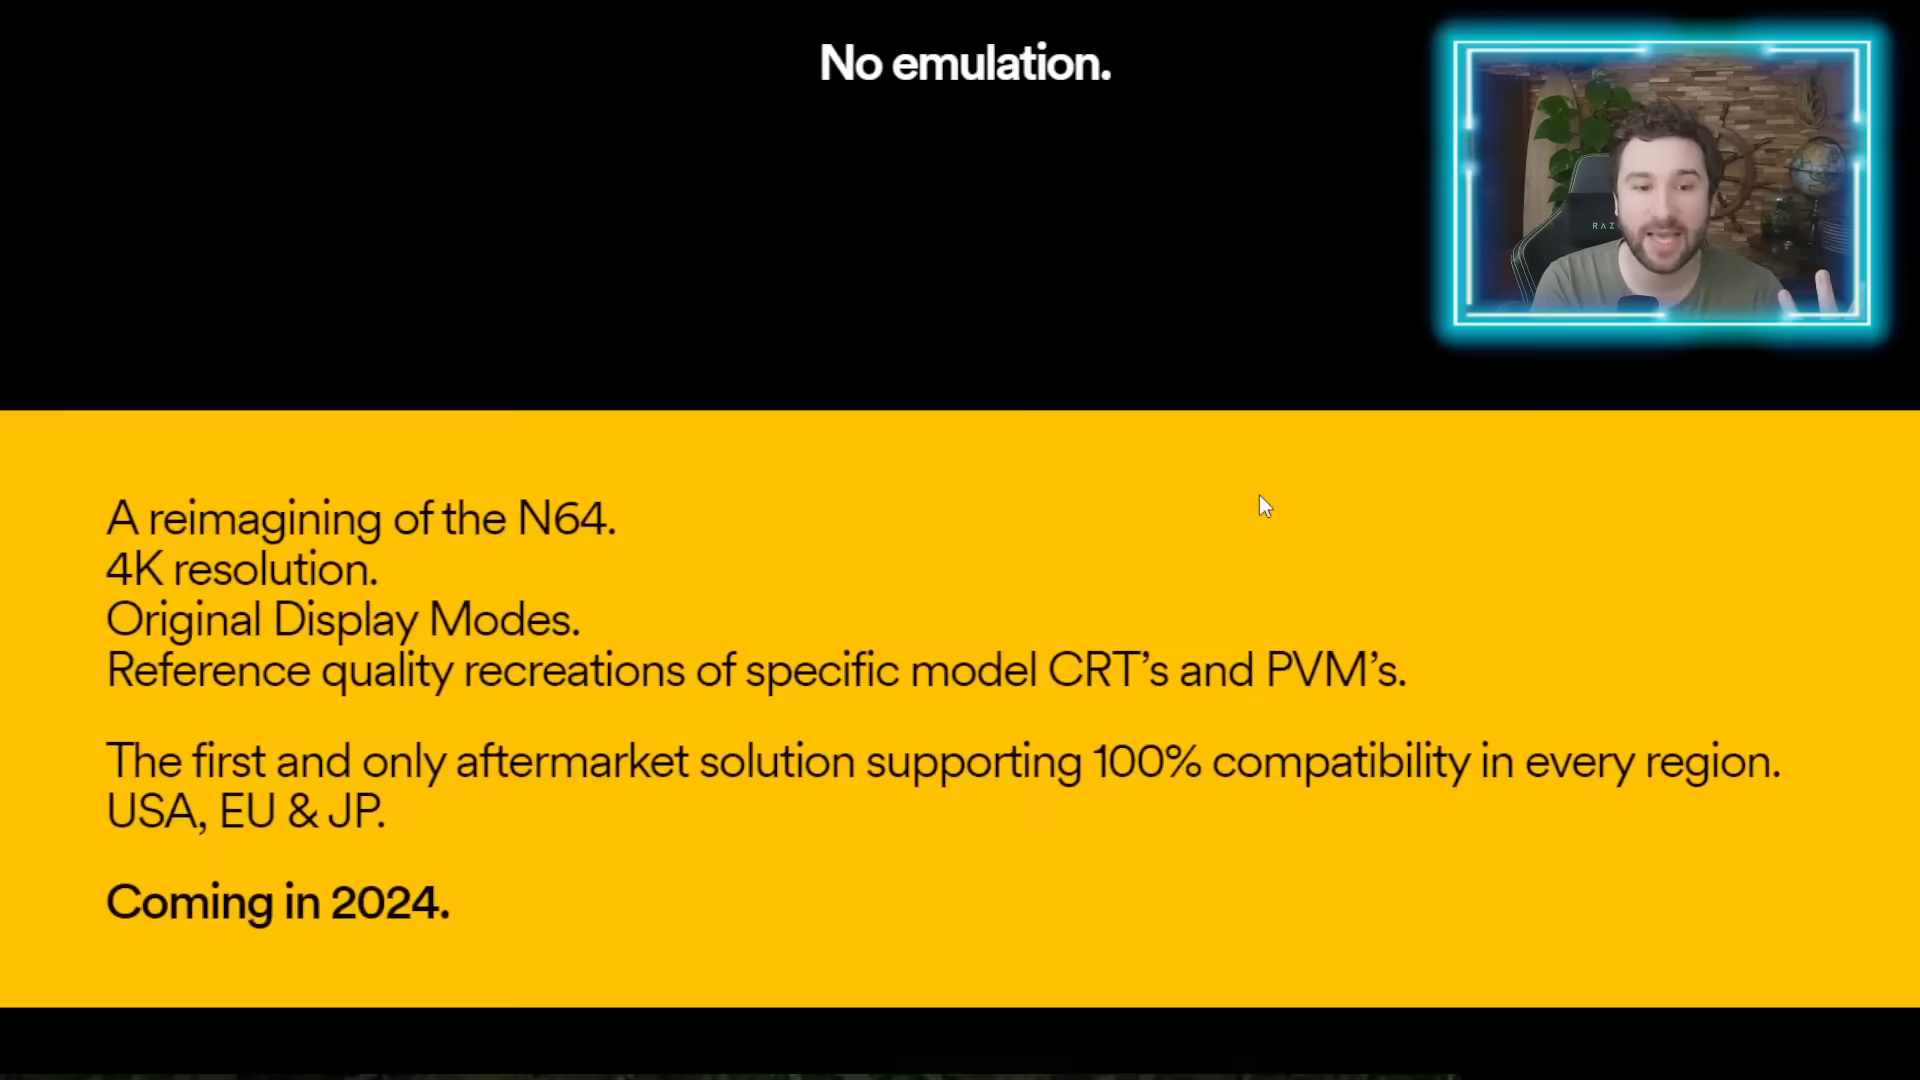 No emulation.
RAZ
A reimagining of the N64.
4K resolution.
Original Display Modes.
Reference quality recreations of specific model CRT’s and PVM’s.
The first and only aftermarket solution supporting 100% compatibility in every region.
USA, EU & JP.
Coming in 2024.